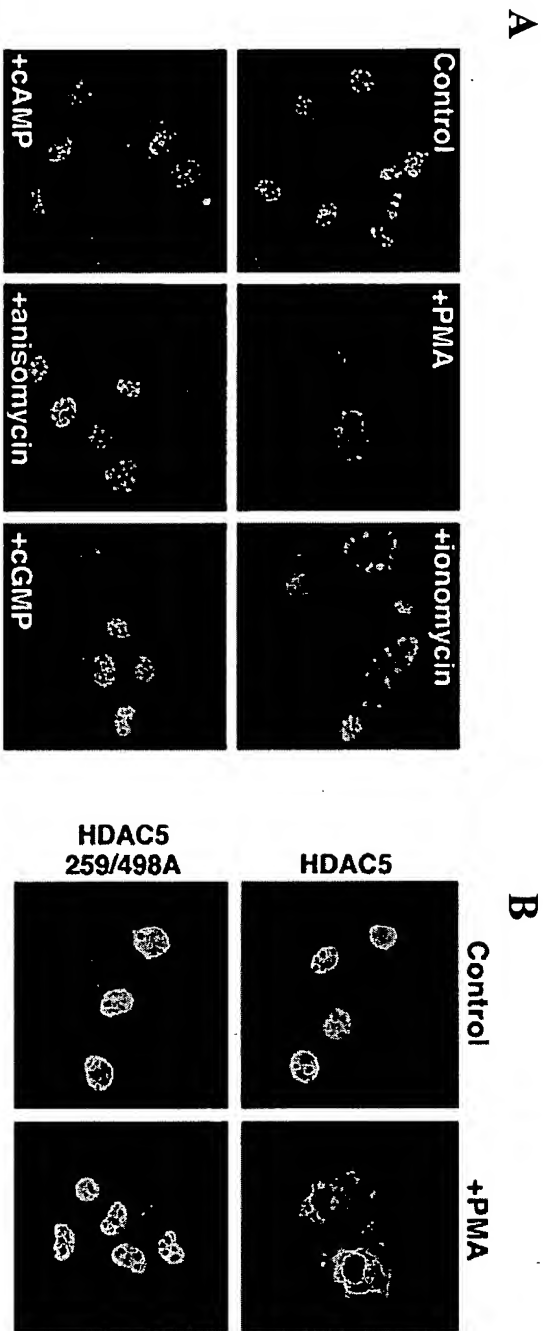 A
Control
+PMA
+ionomycin
+cAMP
+anisomycin
+cGMP
B
Control
+PMA
HDAC5
HDAC5
259/498A